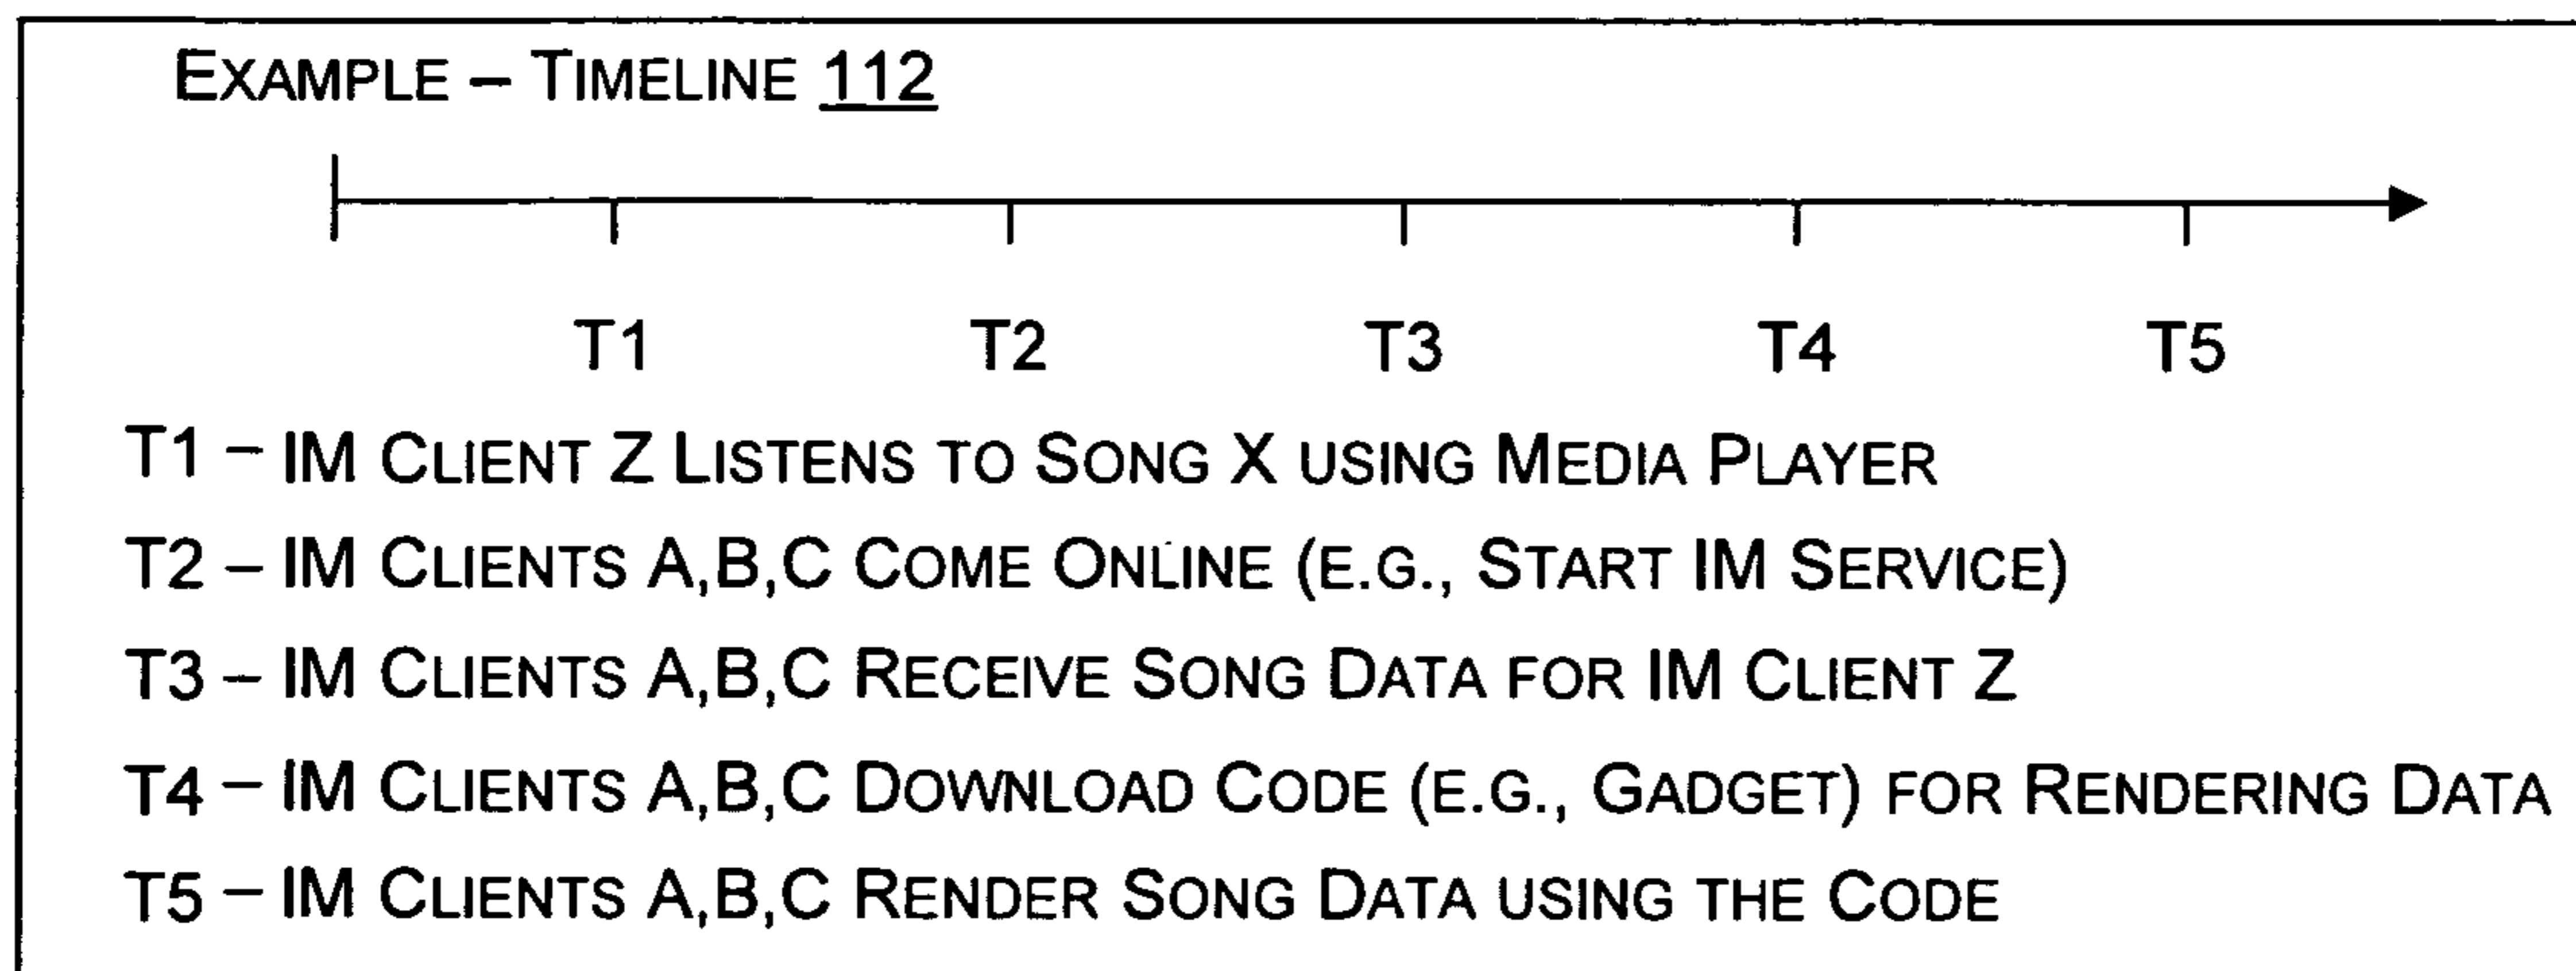 EXAMPLE – TIMELINE 112
T1 T2 T3 T4 T5
T1 – IM CLIENT Z LISTENS TO SONG X USING MEDIA PLAYER
T2 – IM CLIENTS A,B,C COME ONLINE (E.G., START IM SERVICE)
T3 – IM CLIENTS A,B,C RECEIVE SONG DATA FOR IM CLIENT Z
T4 – IM CLIENTS A,B,C DOWNLOAD CODE (E.G., GADGET) FOR RENDERING DATA
T5 – IM CLIENTS A,B,C RENDER SONG DATA USING THE CODE